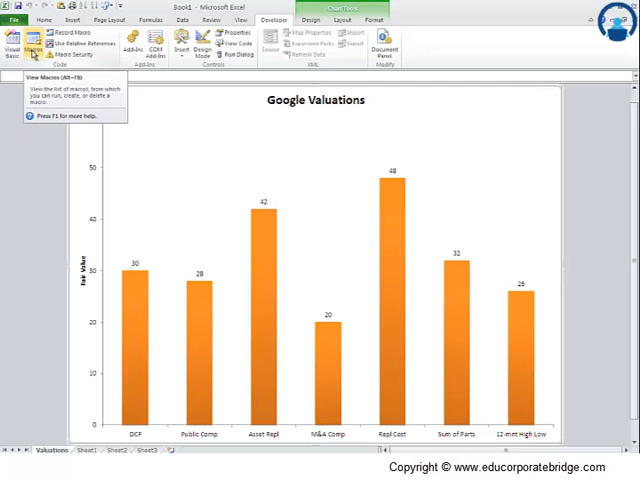 Book1 - Microsoft Excel
Chart Tools
File Home Insert Page Layout Formulas Data Review View Developer Design Layout Format
Visual Basic
Macros
Record Macro
Use Relative References
Macro Security
Code
Add-Ins
COM Add-Ins
Add-Ins
Insert
Design Mode
Properties
View Code
Run Dialog
Controls
Source
Map Properties
Expansion Packs
Refresh Data
Import
Export
XML
Document Panel
Modify
View Macros (Alt+F8)
View the list of macros, from which
you can run, create, or delete a
macro.
Press F1 for more help.
Google Valuations
Fair Value
50
40
30
20
10
0
30
28
42
20
48
32
26
DCF Public Comp Asset Repl M&A Comp Repl Cost Sum of Parts 12-mnt High Low
Valuations Sheet1 Sheet2 Sheet3
Copyright © www.educorporatebridge.com